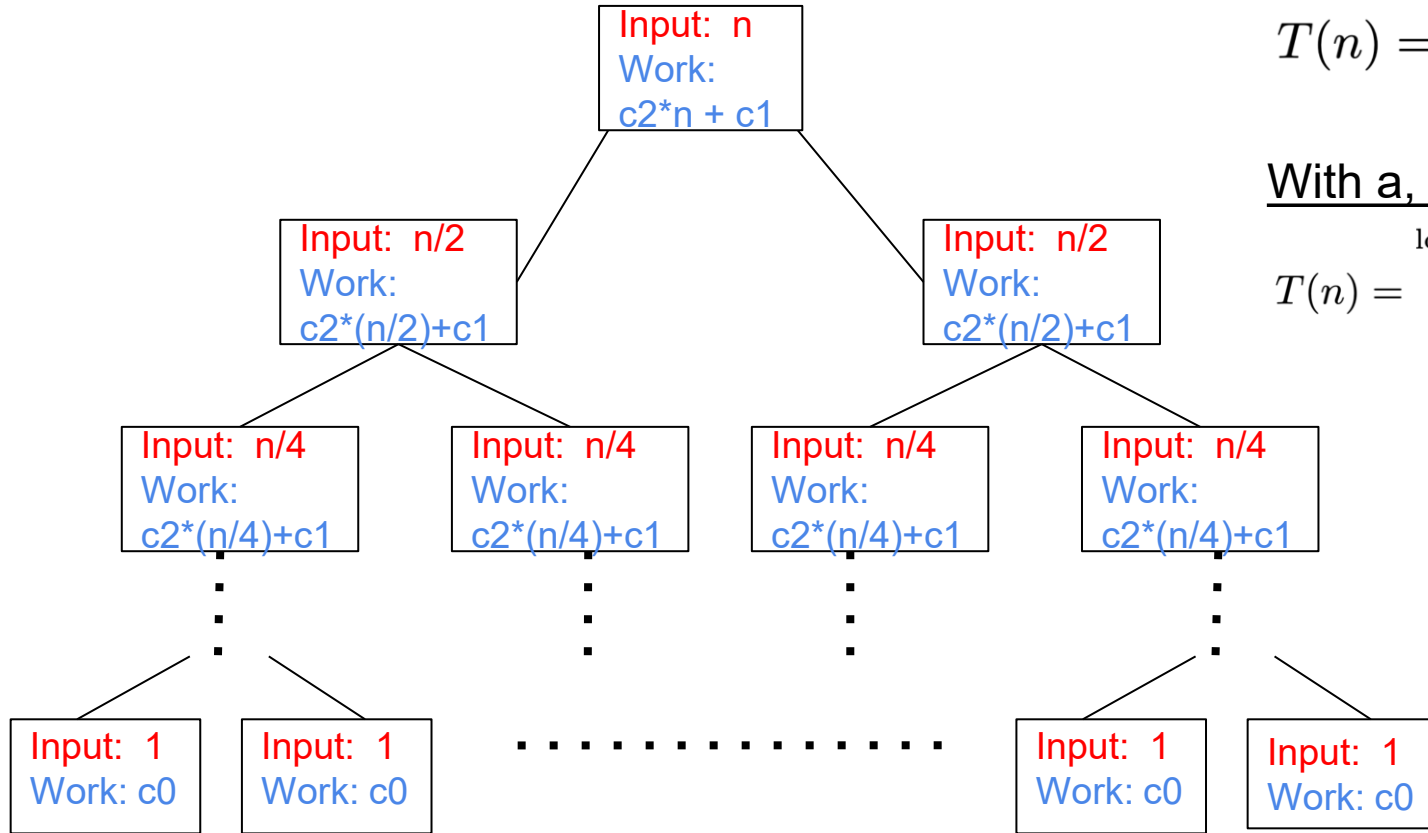 Input: n
Work:
c2*n + c1
T(n) =
With a,
T(n) =
Input: n/2
Work:
c2*(n/2)+c1
Input: n/2
Work:
c2*(n/2)+c1
Input: n/4
Work:
c2*(n/4)+c1
Input: n/4
Work:
c2*(n/4)+c1
Input: n/4
Work:
c2*(n/4)+c1
Input: n/4
Work:
c2*(n/4)+c1
Input: 1
Work: c0
Input: 1
Work: c0
Input: 1
Work: c0
Input: 1
Work: c0